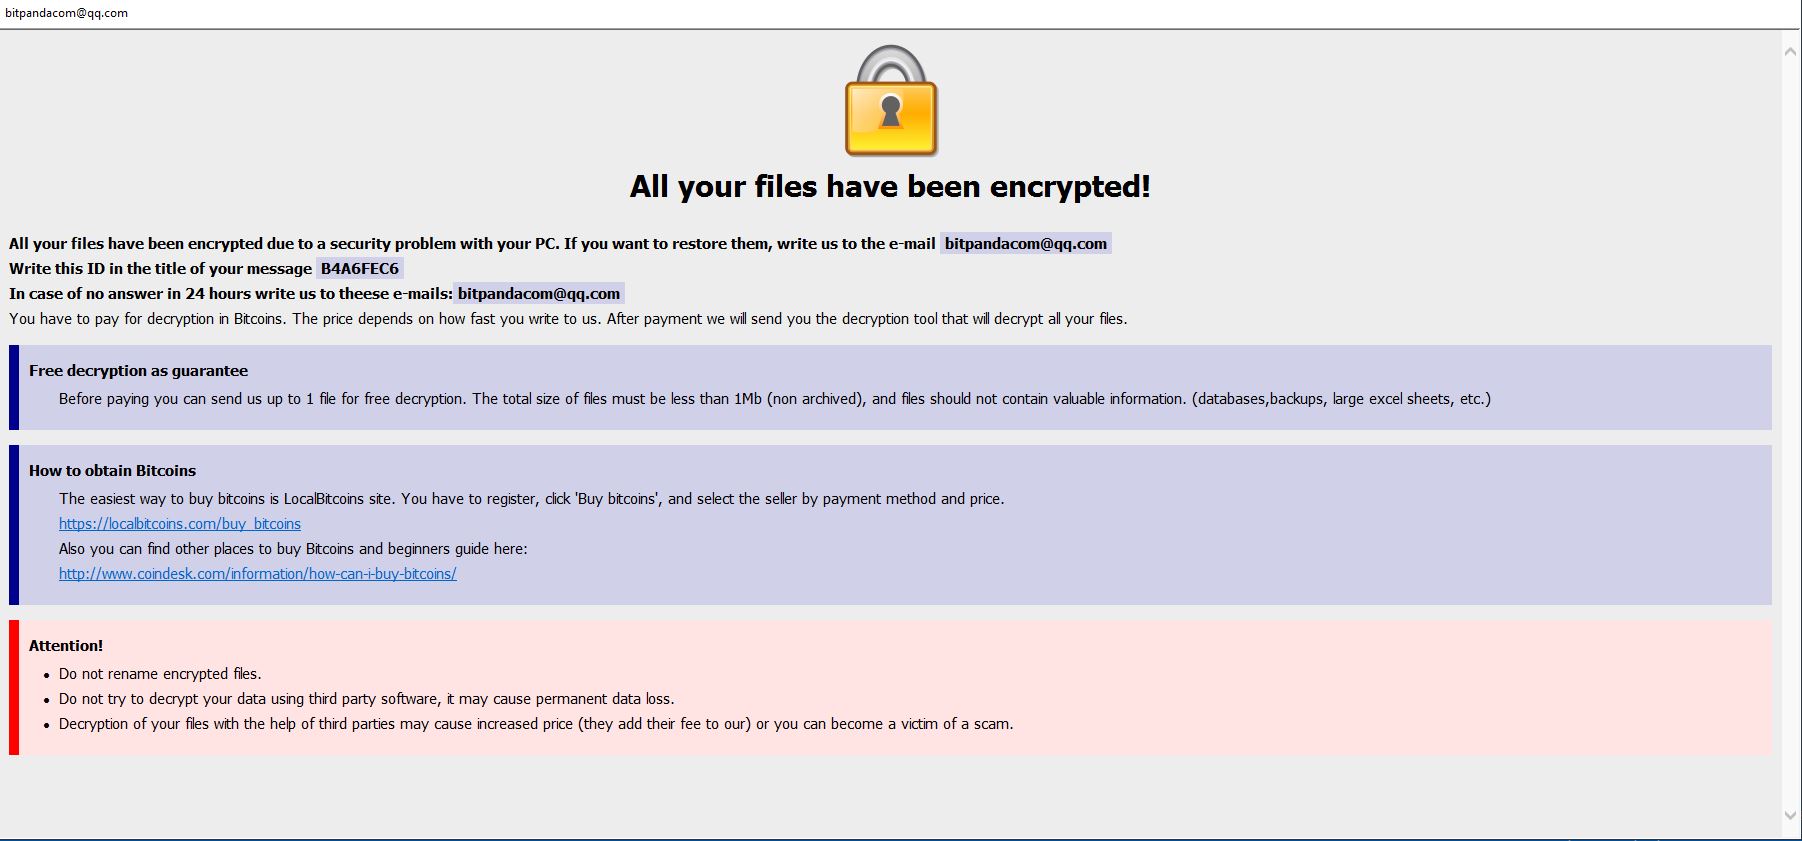 bitpandacom@qq.com
All your files have been encrypted!
All your files have been encrypted due to a security problem with your PC. If you want to restore them, write us to the e-mail bitpandacom@qq.com
Write this ID in the title of your message B4A6FEC6
In case of no answer in 24 hours write us to theese e-mails: bitpandacom@qq.com
You have to pay for decryption in Bitcoins. The price depends on how fast you write to us. After payment we will send you the decryption tool that will decrypt all your files.
Free decryption as guarantee
Before paying you can send us up to 1 file for free decryption. The total size of files must be less than 1Mb (non archived), and files should not contain valuable information. (databases,backups, large excel sheets, etc.)
How to obtain Bitcoins
The easiest way to buy bitcoins is LocalBitcoins site. You have to register, click 'Buy bitcoins', and select the seller by payment method and price.
https://localbitcoins.com/buy_bitcoins
Also you can find other places to buy Bitcoins and beginners guide here:
http://www.coindesk.com/information/how-can-i-buy-bitcoins/
Attention!
• Do not rename encrypted files.
• Do not try to decrypt your data using third party software, it may cause permanent data loss.
• Decryption of your files with the help of third parties may cause increased price (they add their fee to our) or you can become a victim of a scam.